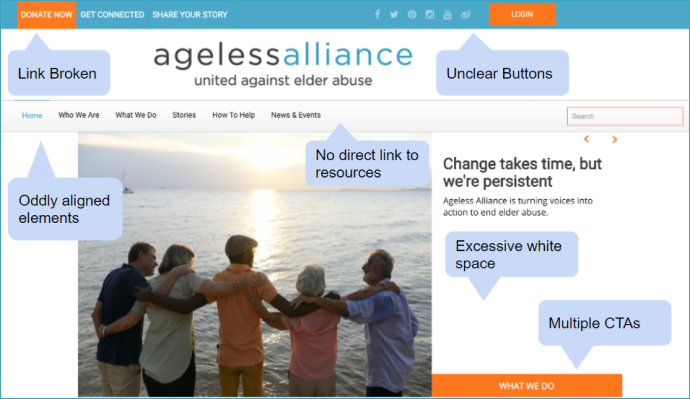 DONATE NOW GET CONNECTED SHARE YOUR STORY LOGIN
Link Broken
Unclear Buttons
agelessalliance
united against elder abuse
Home Who We Are What We Do Stories How To Help News & Events Search
No direct link to
resources
Oddly aligned
elements
Change takes time, but
we're persistent
Ageless Alliance is turning voices into
action to end elder abuse.
Excessive white
space
Multiple CTAs
WHAT WE DO